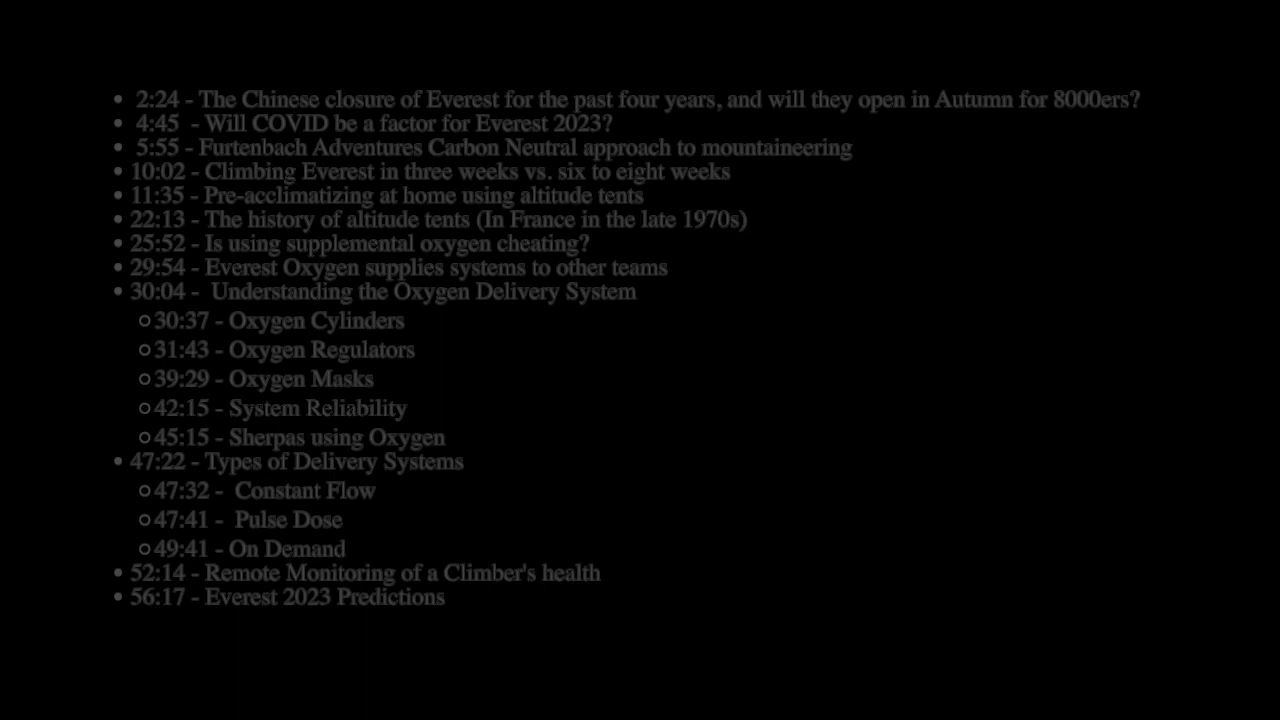 • 2:24 - The Chinese closure of Everest for the past four years, and will they open in Autumn for 8000ers?
• 4:45 - Will COVID be a factor for Everest 2023?
• 5:55 - Furtenbach Adventures Carbon Neutral approach to mountaineering
• 10:02 - Climbing Everest in three weeks vs. six to eight weeks
• 11:35 - Pre-acclimatizing at home using altitude tents
• 22:13 - The history of altitude tents (In France in the late 1970s)
• 25:52 - Is using supplemental oxygen cheating?
• 29:54 - Everest Oxygen supplies systems to other teams
• 30:04 - Understanding the Oxygen Delivery System
○ 30:37 - Oxygen Cylinders
○ 31:43 - Oxygen Regulators
○ 39:29 - Oxygen Masks
○ 42:15 - System Reliability
○ 45:15 - Sherpas using Oxygen
• 47:22 - Types of Delivery Systems
○ 47:32 - Constant Flow
○ 47:41 - Pulse Dose
○ 49:41 - On Demand
• 52:14 - Remote Monitoring of a Climber's health
• 56:17 - Everest 2023 Predictions